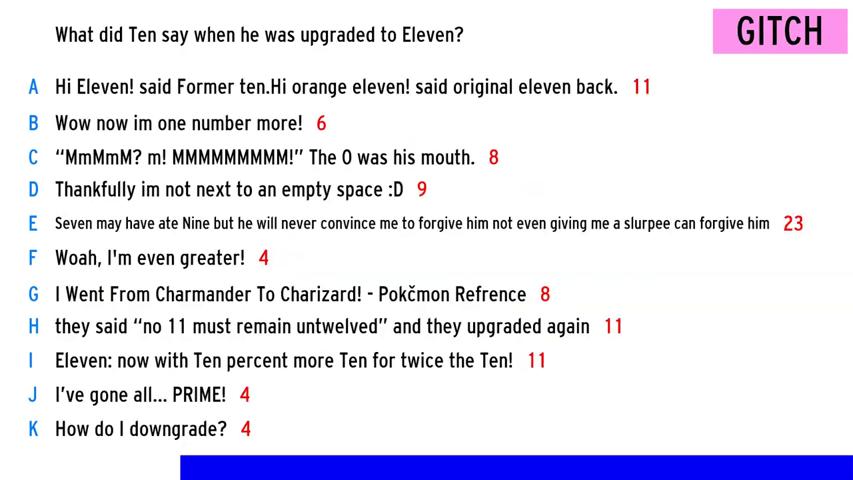 What did Ten say when he was upgraded to Eleven?
GITCH
A Hi Eleven! said Former ten.Hi orange eleven! said original eleven back. 11
B Wow now im one number more! 6
C “MmMmM? m! MMMMMMMMM!” The 0 was his mouth. 8
D Thankfully im not next to an empty space :D 9
E Seven may have ate Nine but he will never convince me to forgive him not even giving me a slurpee can forgive him 23
F Woah, I'm even greater! 4
G I Went From Charmander To Charizard! - Pokčmon Refrence 8
H they said “no 11 must remain untwelved” and they upgraded again 11
I Eleven: now with Ten percent more Ten for twice the Ten! 11
J I’ve gone all... PRIME! 4
K How do I downgrade? 4